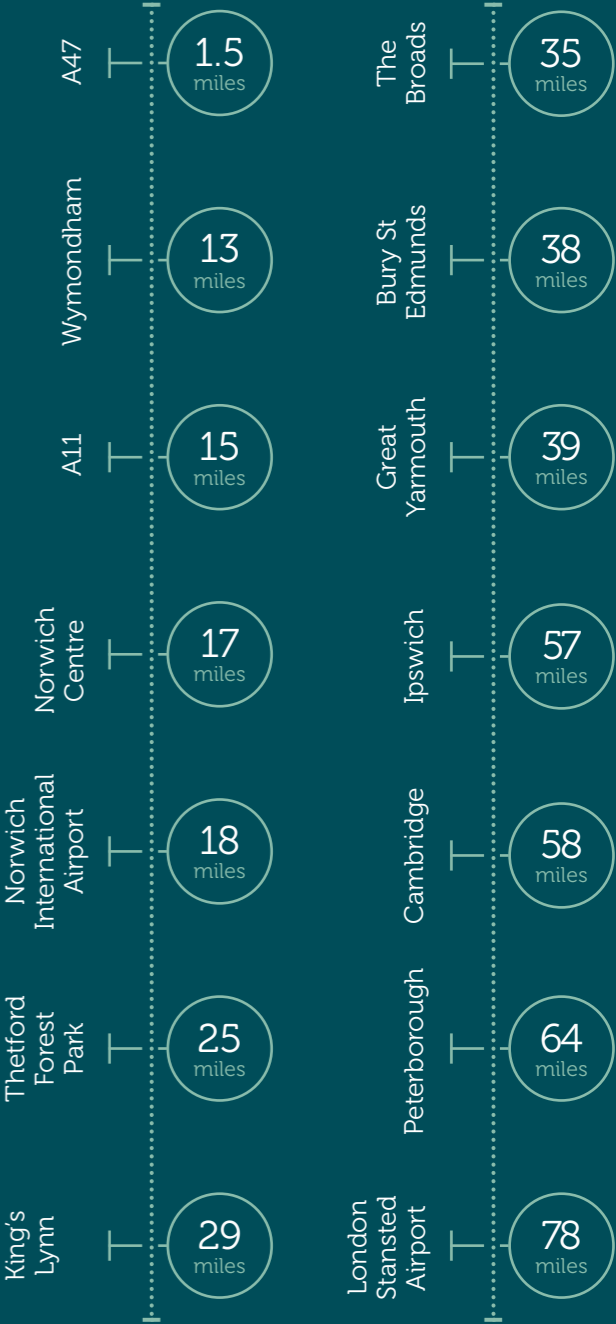 A47
1.5
miles
Wymondham
13
miles
A11
15
miles
Norwich
Centre
17
miles
Norwich
International
Airport
18
miles
Thetford
Forest
Park
25
miles
King's
Lynn
29
miles
The
Broads
35
miles
Bury St
Edmunds
38
miles
Great
Yarmouth
39
miles
Ipswich
57
miles
Cambridge
58
miles
Peterborough
64
miles
London
Stansted
Airport
78
miles